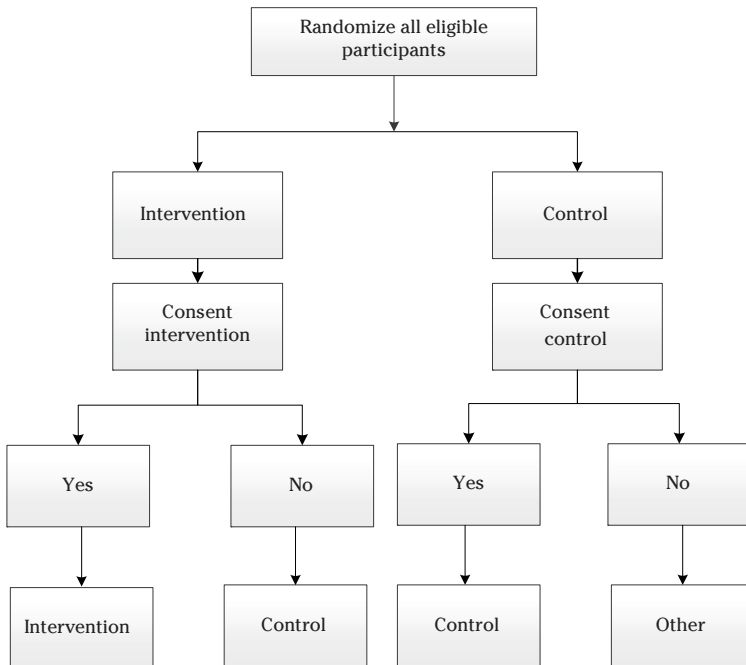 Randomize all eligible
participants
Intervention
Control
Consent
intervention
Consent
control
Yes
No
Yes
No
Intervention
Control
Control
Other